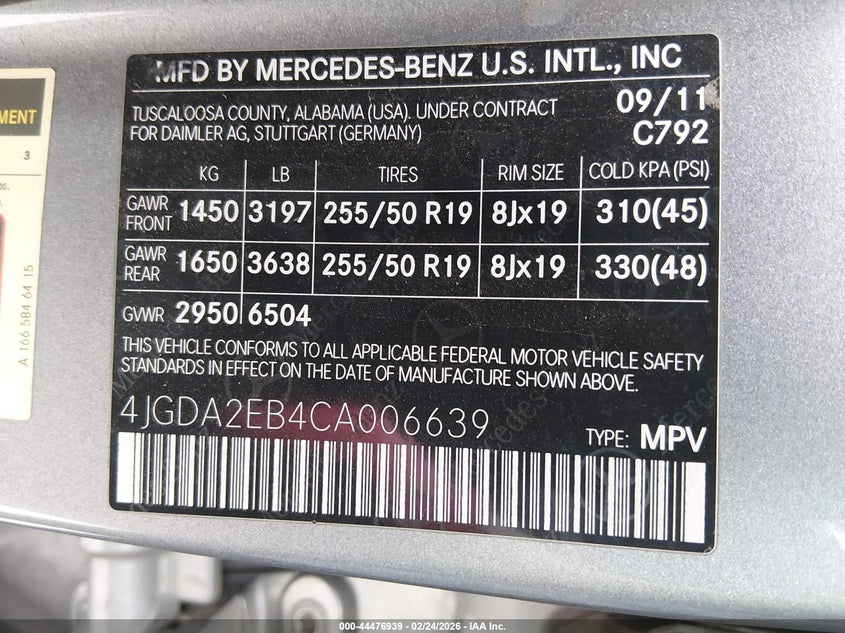 MFD BY MERCEDES-BENZ U.S. INTL., INC
TUSCALOOSA COUNTY, ALABAMA (USA). UNDER CONTRACT
FOR DAIMLER AG, STUTTGART (GERMANY)
09/11
C792
KG LB TIRES RIM SIZE COLD KPA (PSI)
GAWR FRONT 1450 3197 255/50 R19 8Jx19 310(45)
GAWR REAR 1650 3638 255/50 R19 8Jx19 330(48)
GVWR 2950 6504
THIS VEHICLE CONFORMS TO ALL APPLICABLE FEDERAL MOTOR VEHICLE SAFETY
STANDARDS IN EFFECT ON THE DATE OF MANUFACTURE SHOWN ABOVE.
4JGDA2EB4CA006639
TYPE: MPV
MENT
3
A 166 584 64 15
000-44476939 - 02/24/2026 - IAA Inc.